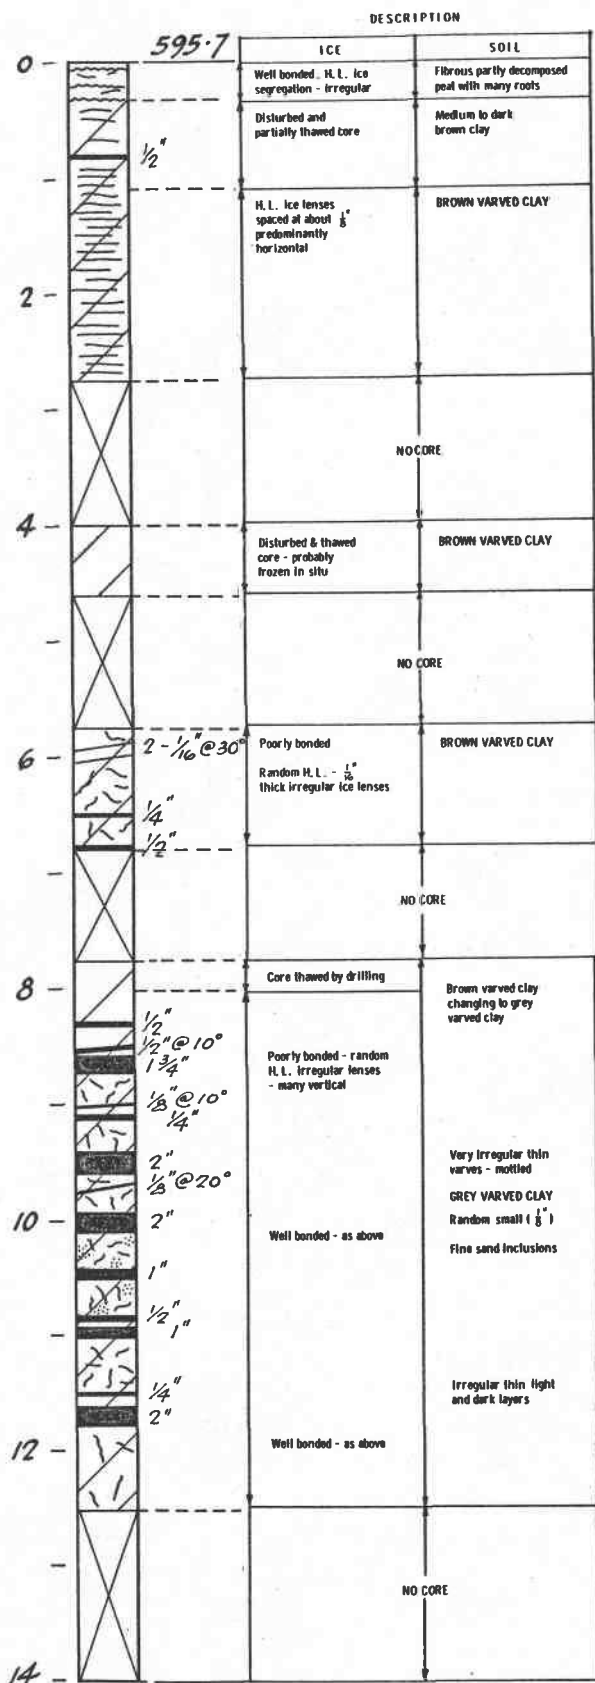 DESCRIPTION
595.7
ICE
SOIL
0
Well bonded. H.L. ice
segregation - irregular
Fibrous partly decomposed
peat with many roots
Disturbed and
partially thawed core
Medium to dark
brown clay
1/2"
H.L. ice lenses
spaced at about 1/8"
predominantly
horizontal
BROWN VARVED CLAY
2
NO CORE
4
Disturbed & thawed
core - probably
frozen in situ
BROWN VARVED CLAY
NO CORE
6
2 - 1/16" @ 30°
Poorly bonded
BROWN VARVED CLAY
Random H.L. - 1/16"
thick irregular ice lenses
1/4"
1/2"
NO CORE
8
Core thawed by drilling
Brown varved clay
changing to grey
varved clay
1/2"
1/2" @ 10°
1 3/4"
Poorly bonded - random
H.L. irregular lenses
- many vertical
1/8" @ 10°
1/4"
2"
Very irregular thin
varves - mottled
1/8" @ 20°
GREY VARVED CLAY
10
2"
Random small ( 1/8" )
Well bonded - as above
Fine sand inclusions
1"
1/2"
1"
1/4"
Irregular thin light
and dark layers
2"
12
Well bonded - as above
NO CORE
14